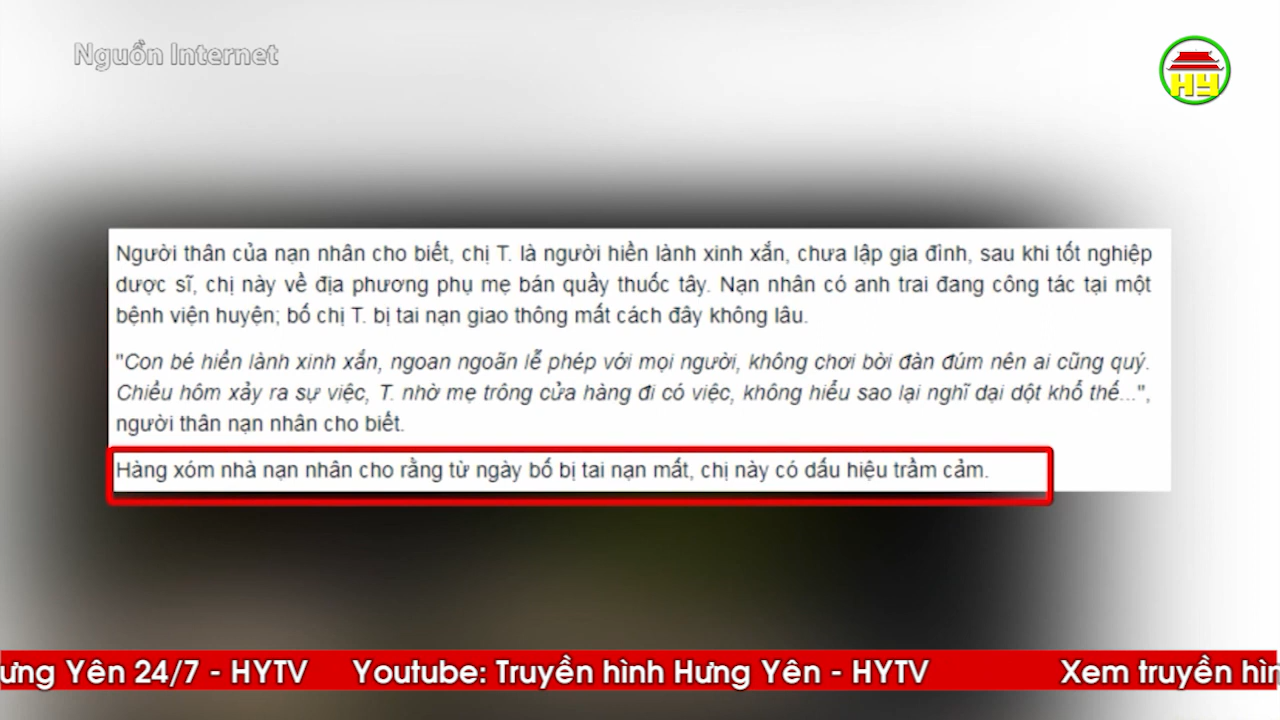 Nguồn Internet
HY
Người thân của nạn nhân cho biết, chị T. là người hiền lành xinh xắn, chưa lập gia đình, sau khi tốt nghiệp
dược sĩ, chị này về địa phương phụ mẹ bán quầy thuốc tây. Nạn nhân có anh trai đang công tác tại một
bệnh viện huyện; bố chị T. bị tai nạn giao thông mất cách đây không lâu.
"Con bé hiền lành xinh xắn, ngoan ngoãn lễ phép với mọi người, không chơi bời đàn đúm nên ai cũng quý.
Chiều hôm xảy ra sự việc, T. nhờ mẹ trông cửa hàng đi có việc, không hiểu sao lại nghĩ dại dột khổ thế...",
người thân nạn nhân cho biết.
Hàng xóm nhà nạn nhân cho rằng từ ngày bố bị tai nạn mất, chị này có dấu hiệu trầm cảm.
ưng Yên 24/7 - HYTV Youtube: Truyền hình Hưng Yên - HYTV Xem truyền hìn